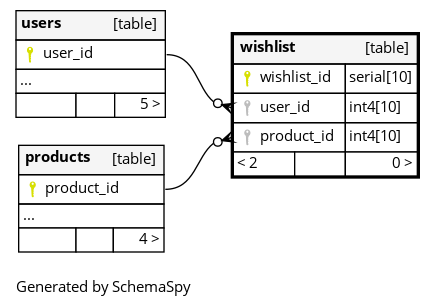 users [table]
user_id
...
5 >
wishlist [table]
wishlist_id serial[10]
user_id int4[10]
product_id int4[10]
< 2 0 >
products [table]
product_id
...
4 >
Generated by SchemaSpy